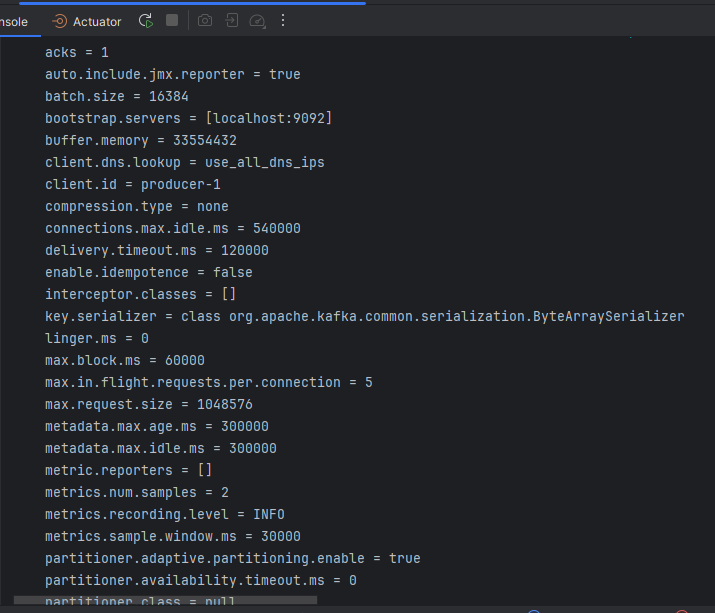 nsole Actuator
acks = 1
auto.include.jmx.reporter = true
batch.size = 16384
bootstrap.servers = [localhost:9092]
buffer.memory = 33554432
client.dns.lookup = use_all_dns_ips
client.id = producer-1
compression.type = none
connections.max.idle.ms = 540000
delivery.timeout.ms = 120000
enable.idempotence = false
interceptor.classes = []
key.serializer = class org.apache.kafka.common.serialization.ByteArraySerializer
linger.ms = 0
max.block.ms = 60000
max.in.flight.requests.per.connection = 5
max.request.size = 1048576
metadata.max.age.ms = 300000
metadata.max.idle.ms = 300000
metric.reporters = []
metrics.num.samples = 2
metrics.recording.level = INFO
metrics.sample.window.ms = 30000
partitioner.adaptive.partitioning.enable = true
partitioner.availability.timeout.ms = 0
partitioner.class = null